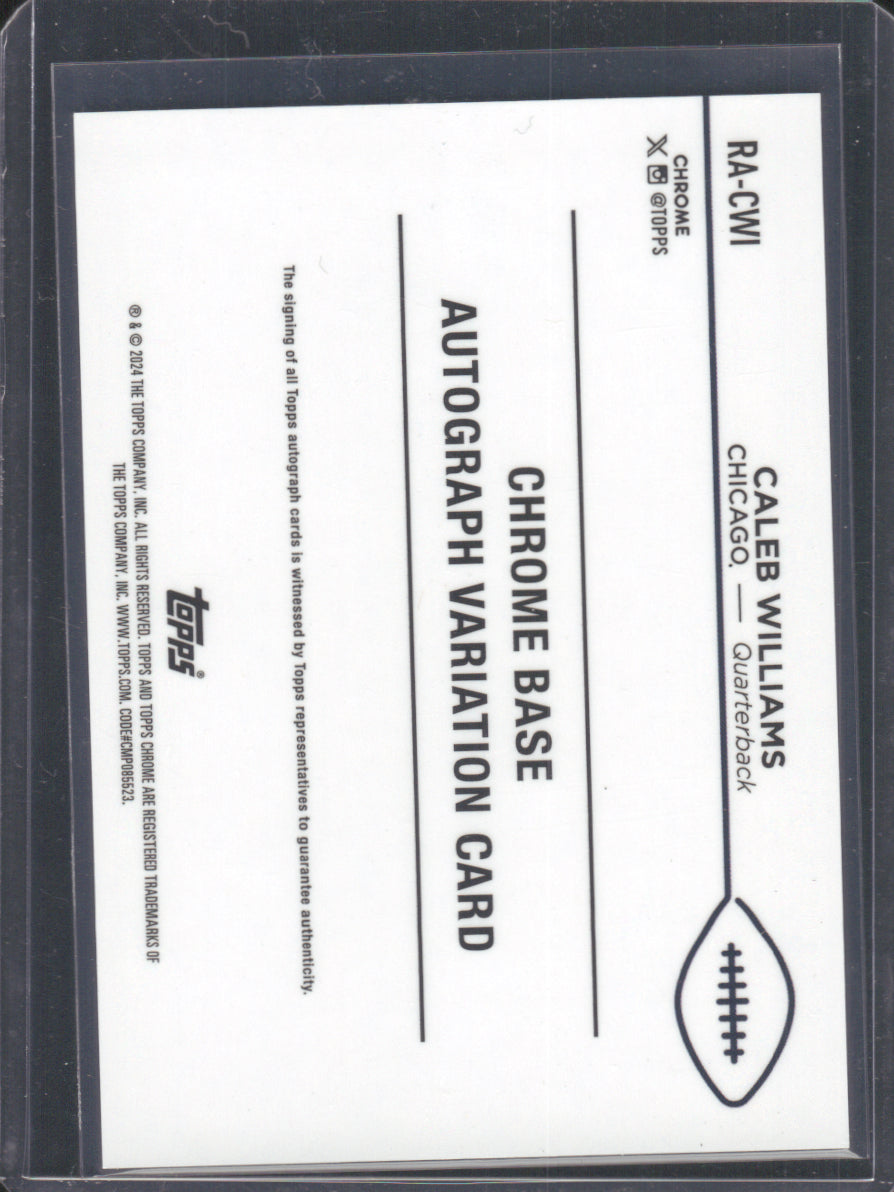 RA-CWI
CALEB WILLIAMS
CHICAGO, — Quarterback
CHROME
X @TOPPS
CHROME BASE
AUTOGRAPH VARIATION CARD
The signing of all Topps autograph cards is witnessed by Topps representatives to guarantee authenticity.
topps®
® & © 2024 THE TOPPS COMPANY, INC. ALL RIGHTS RESERVED. TOPPS AND TOPPS CHROME ARE REGISTERED TRADEMARKS OF
THE TOPPS COMPANY, INC. WWW.TOPPS.COM. CODE#CMP085523.